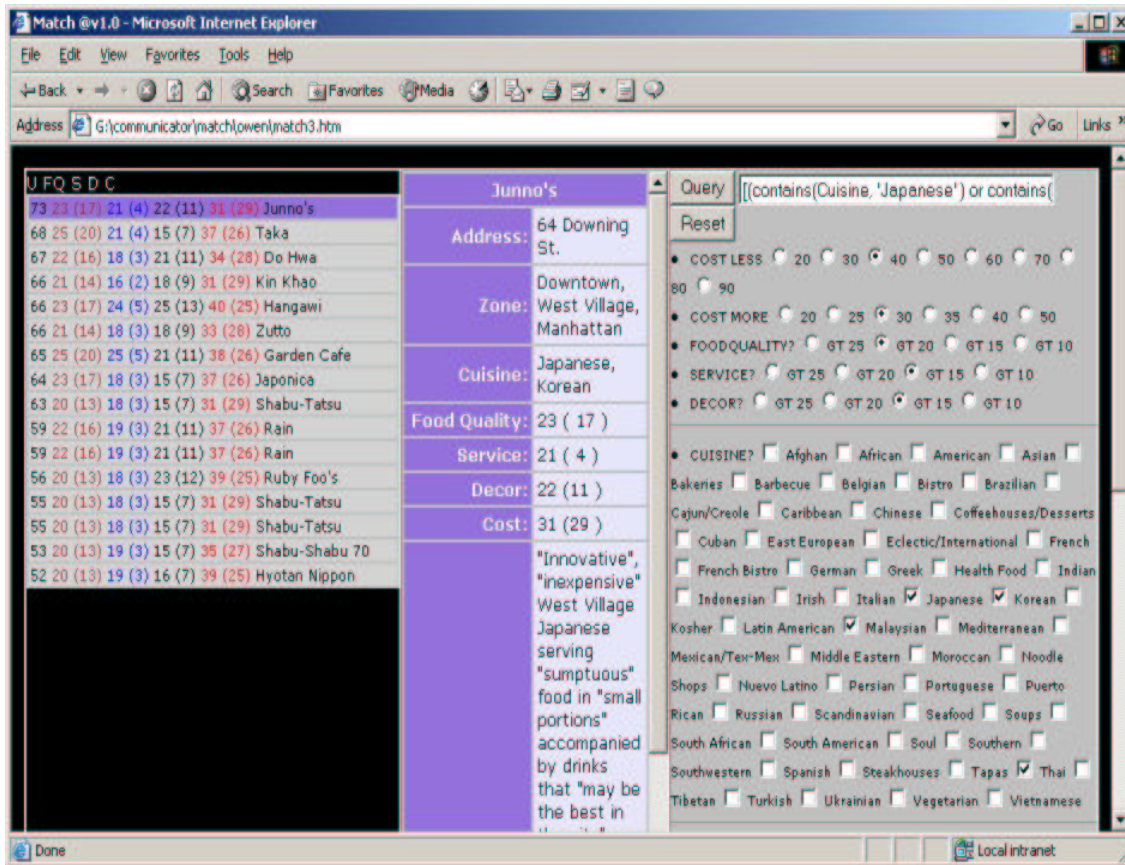 Match @v1.0 - Microsoft Internet Explorer
File Edit View Favorites Tools Help
Back Search Favorites Media
Address G:\communicator\match\owen\match3.htm Go Links »
U FQ S D C
73 23 (17) 21 (4) 22 (11) 31 (29) Junno's
68 25 (20) 21 (4) 15 (7) 37 (26) Taka
67 22 (16) 18 (3) 21 (11) 34 (28) Do Hwa
66 21 (14) 16 (2) 18 (9) 31 (29) Kin Khao
66 23 (17) 24 (5) 25 (13) 40 (25) Hangawi
66 21 (14) 18 (3) 18 (9) 33 (28) Zutto
65 25 (20) 25 (5) 21 (11) 38 (26) Garden Cafe
64 23 (17) 18 (3) 15 (7) 37 (26) Japonica
63 20 (13) 18 (3) 15 (7) 31 (29) Shabu-Tatsu
59 22 (16) 19 (3) 21 (11) 37 (26) Rain
59 22 (16) 19 (3) 21 (11) 37 (26) Rain
56 20 (13) 18 (3) 23 (12) 39 (25) Ruby Foo's
55 20 (13) 18 (3) 15 (7) 31 (29) Shabu-Tatsu
55 20 (13) 18 (3) 15 (7) 31 (29) Shabu-Tatsu
53 20 (13) 19 (3) 15 (7) 35 (27) Shabu-Shabu 70
52 20 (13) 19 (3) 16 (7) 39 (25) Hyotan Nippon
Junno's
Address: 64 Downing
St.
Zone: Downtown,
West Village,
Manhattan
Cuisine: Japanese,
Korean
Food Quality: 23 ( 17 )
Service: 21 ( 4 )
Decor: 22 (11 )
Cost: 31 (29 )
"Innovative",
"inexpensive"
West Village
Japanese
serving
"sumptuous"
food in "small
portions"
accompanied
by drinks
that "may be
the best in
Query [(contains(Cuisine, 'Japanese') or contains(
Reset
• COST LESS 20 30 40 50 60 70
80 90
• COST MORE 20 25 30 35 40 50
• FOODQUALITY? GT 25 GT 20 GT 15 GT 10
• SERVICE? GT 25 GT 20 GT 15 GT 10
• DECOR? GT 25 GT 20 GT 15 GT 10
• CUISINE? Afghan African American Asian
Bakeries Barbecue Belgian Bistro Brazilian
Cajun/Creole Caribbean Chinese Coffeehouses/Desserts
Cuban East European Eclectic/International French
French Bistro German Greek Health Food Indian
Indonesian Irish Italian Japanese Korean
Kosher Latin American Malaysian Mediterranean
Mexican/Tex-Mex Middle Eastern Moroccan Noodle
Shops Nuevo Latino Persian Portuguese Puerto
Rican Russian Scandinavian Seafood Soups
South African South American Soul Southern
Southwestern Spanish Steakhouses Tapas Thai
Tibetan Turkish Ukrainian Vegetarian Vietnamese
Done Local intranet